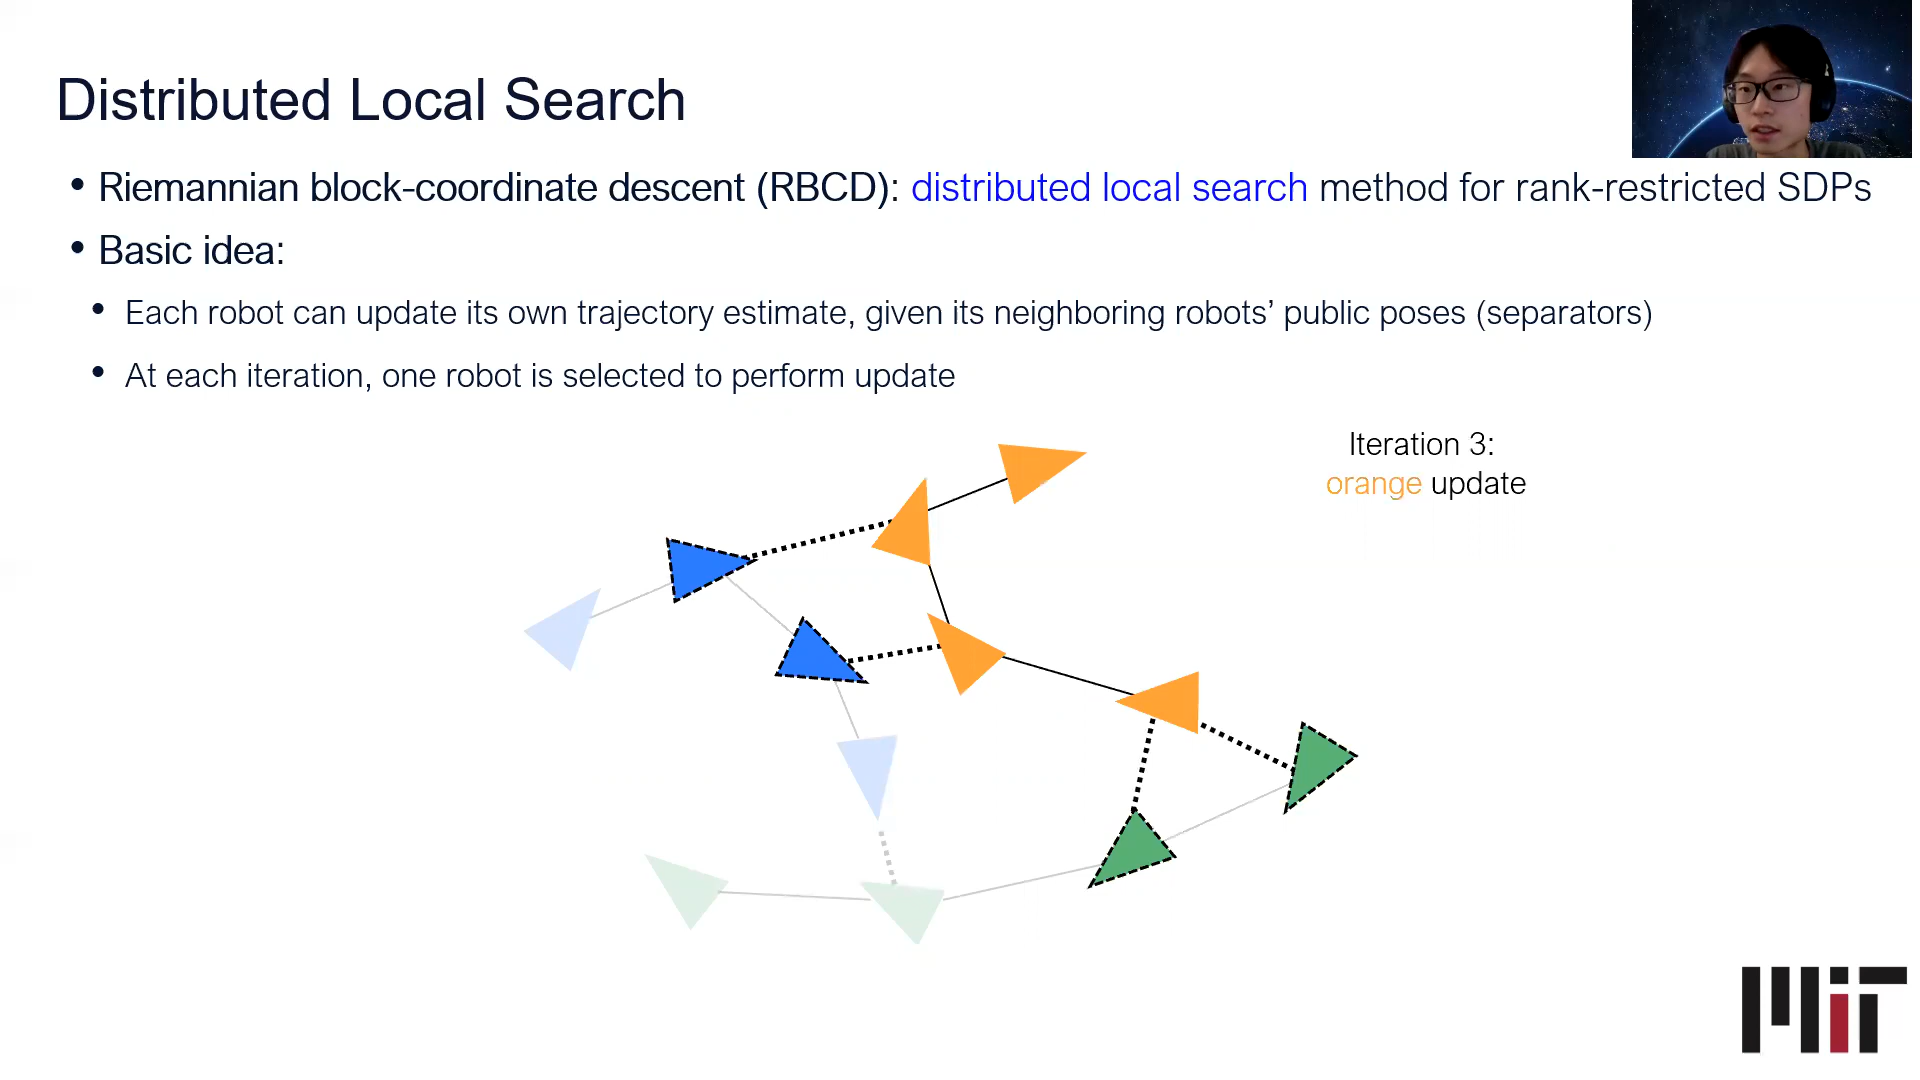 Distributed Local Search
• Riemannian block-coordinate descent (RBCD): distributed local search method for rank-restricted SDPs
• Basic idea:
• Each robot can update its own trajectory estimate, given its neighboring robots’ public poses (separators)
• At each iteration, one robot is selected to perform update
Iteration 3:
orange update
MIT